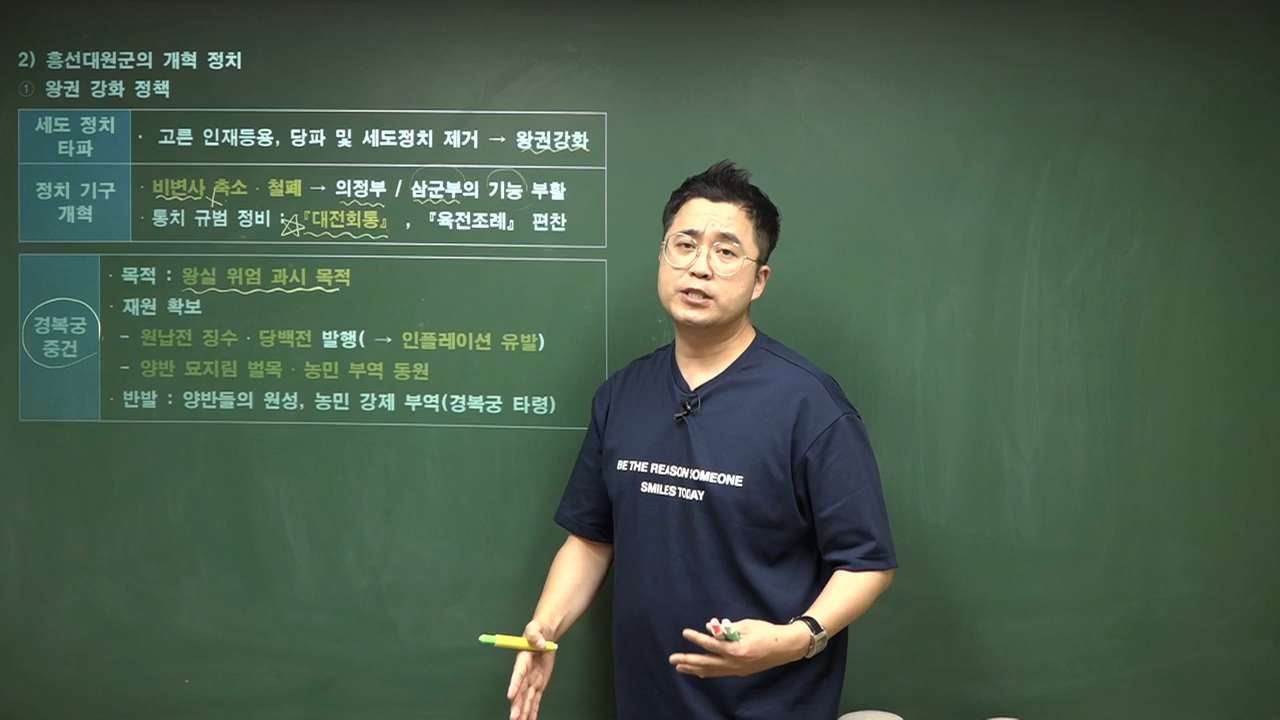 2) 흥선대원군의 개혁 정치
① 왕권 강화 정책
세도 정치
타파
· 고른 인재등용, 당파 및 세도정치 제거 → 왕권강화
정치 기구
개혁
· 비변사 축소 · 철폐 → 의정부 / 삼군부의 기능 부활
· 통치 규범 정비 : 『대전회통』, 『육전조례』 편찬
경복궁
중건
· 목적 : 왕실 위엄 과시 목적
· 재원 확보
- 원납전 징수 · 당백전 발행( → 인플레이션 유발)
- 양반 묘지림 벌목 · 농민 부역 동원
· 반발 : 양반들의 원성, 농민 강제 부역(경복궁 타령)
BE THE REASON SOMEONE
SMILES TODAY